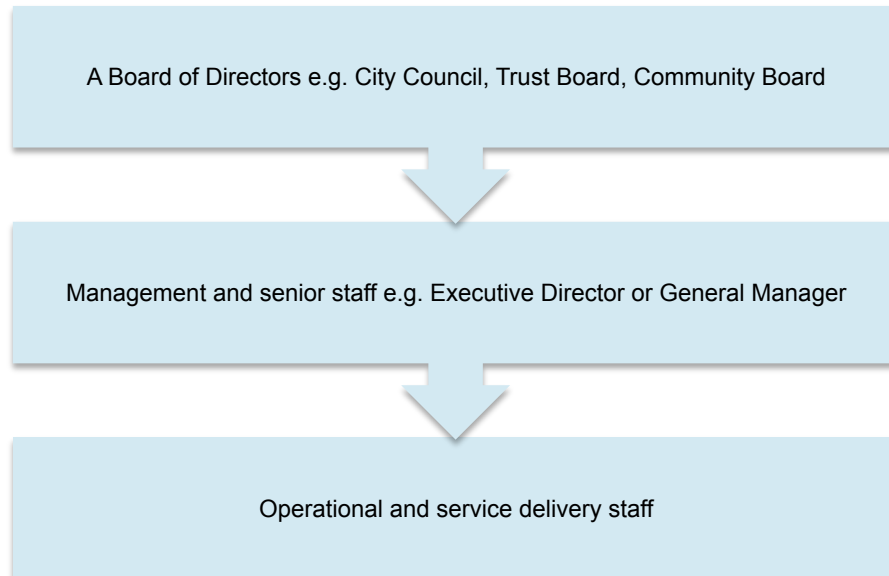 A Board of Directors e.g. City Council, Trust Board, Community Board
Management and senior staff e.g. Executive Director or General Manager
Operational and service delivery staff